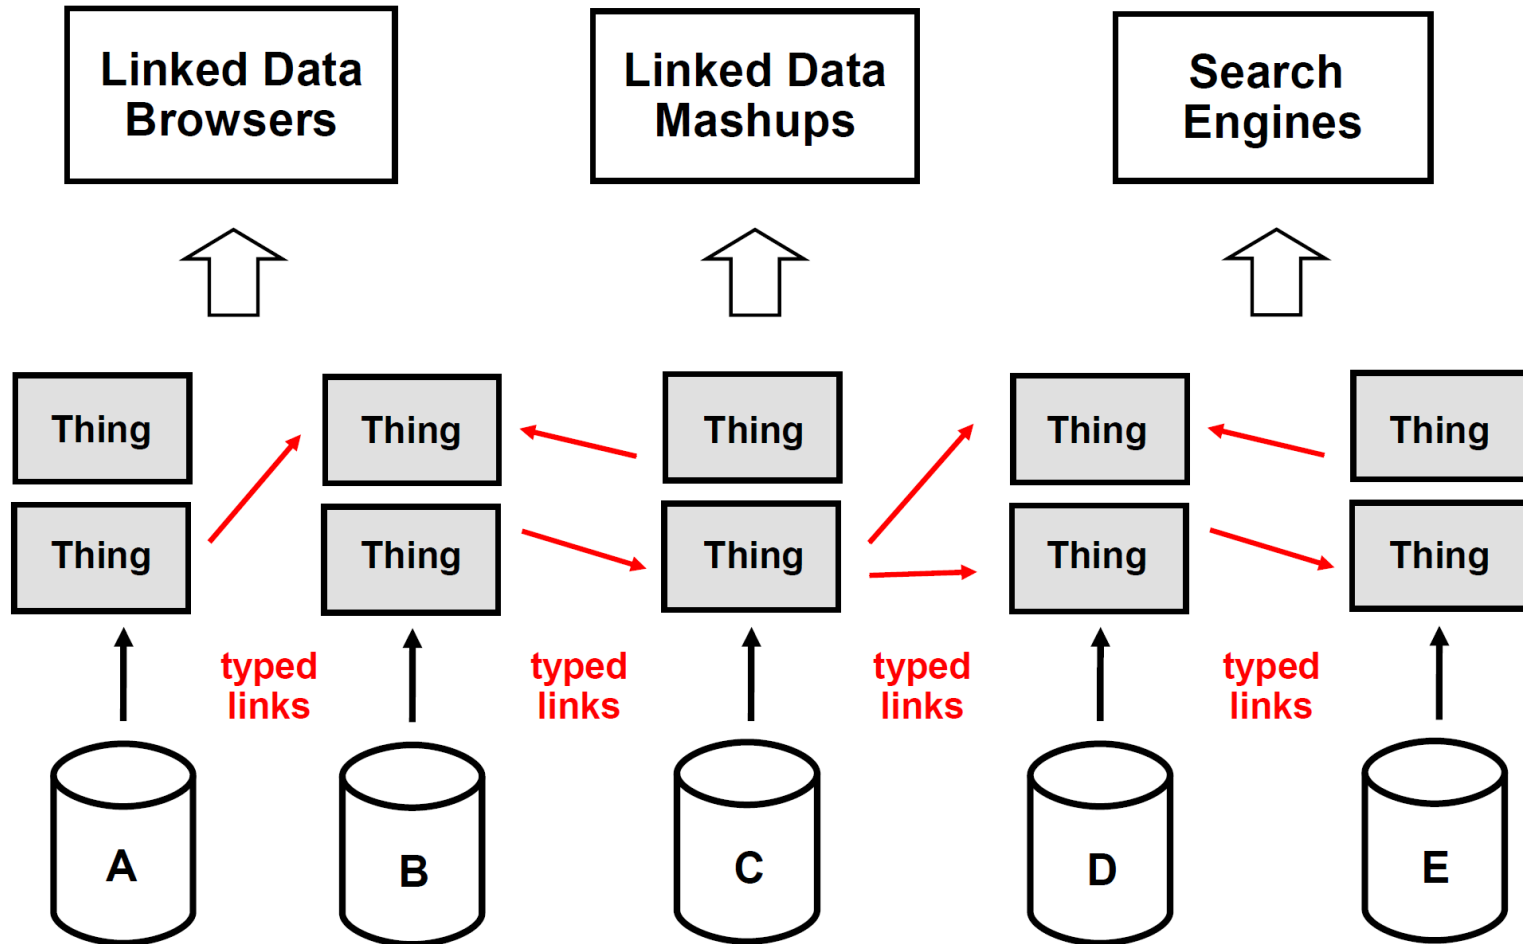 Linked Data
Browsers
Linked Data
Mashups
Search
Engines
Thing
Thing
Thing
Thing
Thing
Thing
Thing
Thing
Thing
Thing
typed
links
typed
links
typed
links
typed
links
A
B
C
D
E